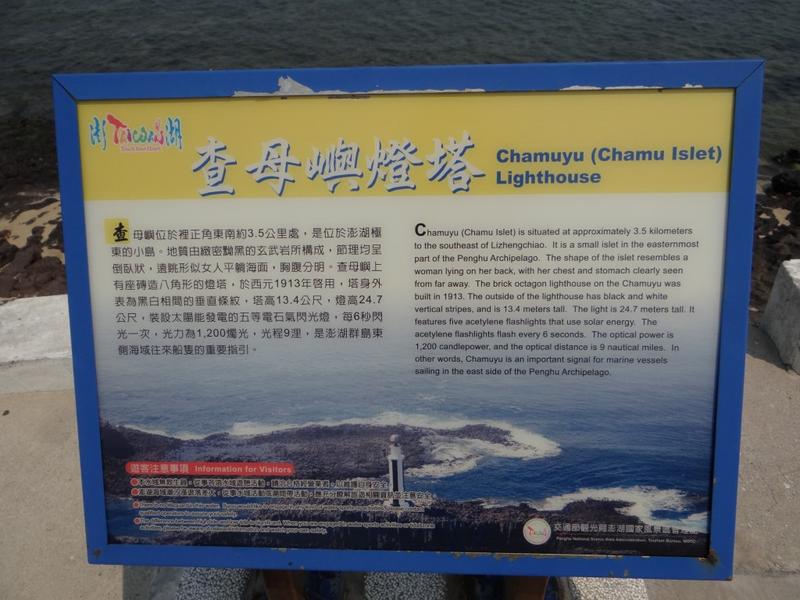 澎 Taiwan 湖
Touch Your Heart
查母嶼燈塔
Chamuyu (Chamu Islet)
Lighthouse
查母嶼位於裡正角東南約3.5公里處，是位於澎湖極
東的小島。地質由緻密黝黑的玄武岩所構成，節理均呈
倒臥狀，遠眺形似女人平躺海面，胸腹分明。查母嶼上
有座磚造八角形的燈塔，於西元1913年啓用，塔身外
表為黑白相間的垂直條紋，塔高13.4公尺，燈高24.7
公尺，裝設太陽能發電的五等電石氣閃光燈，每6秒閃
光一次，光力為1,200燭光，光程9浬，是澎湖群島東
側海域往來船隻的重要指引。
Chamuyu (Chamu Islet) is situated at approximately 3.5 kilometers
to the southeast of Lizhengchiao. It is a small islet in the easternmost
part of the Penghu Archipelago. The shape of the islet resembles a
woman lying on her back, with her chest and stomach clearly seen
from far away. The brick octagon lighthouse on the Chamuyu was
built in 1913. The outside of the lighthouse has black and white
vertical stripes, and is 13.4 meters tall. The light is 24.7 meters tall. It
features five acetylene flashlights that use solar energy. The
acetylene flashlights flash every 6 seconds. The optical power is
1,200 candlepower, and the optical distance is 9 nautical miles. In
other words, Chamuyu is an important signal for marine vessels
sailing in the east side of the Penghu Archipelago.
遊客注意事項 Information for Visitors
交通部觀光局澎湖國家風景區管理處
Penghu National Scenic Area Administration, Tourism Bureau, MOTC